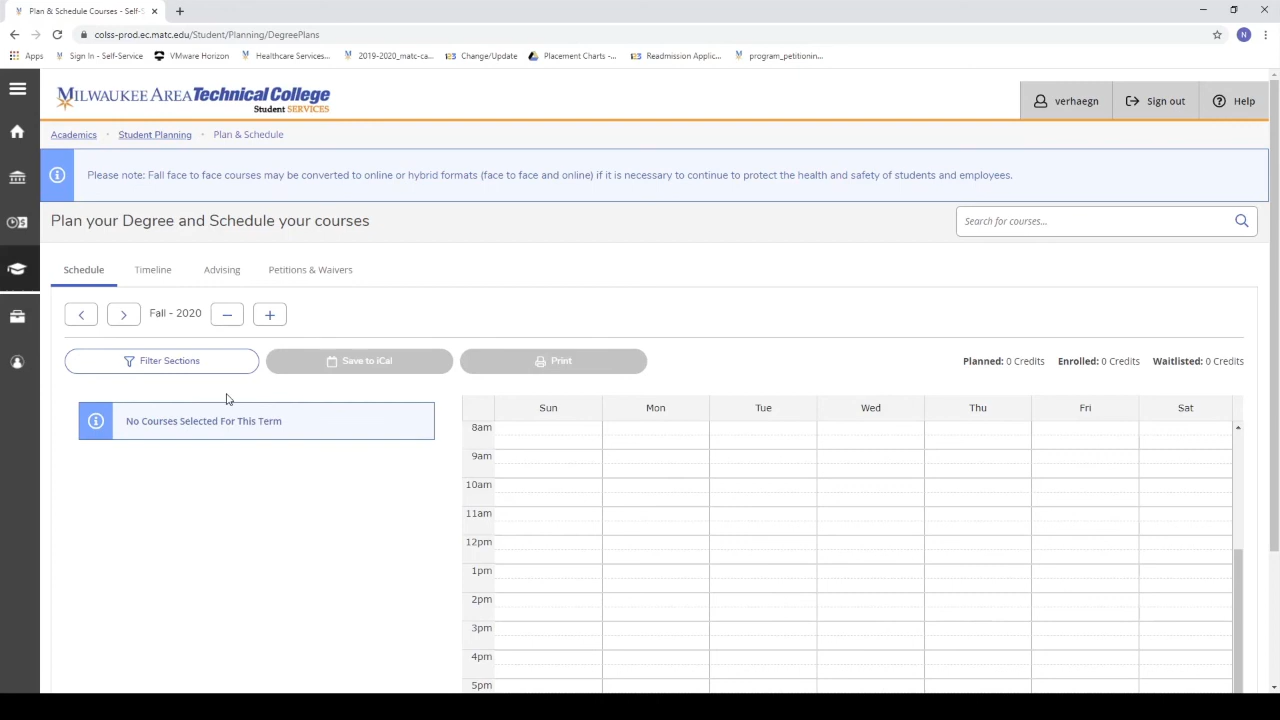 Plan & Schedule Courses - Self-S
colss-prod.ec.matc.edu/Student/Planning/DegreePlans
N
Apps
Sign In - Self-Service
VMware Horizon
Healthcare Services...
2019-2020_matc-ca...
123 Change/Update
Placement Charts -...
123 Readmission Applic...
program_petitionin...
MILWAUKEE AREA Technical College
Student SERVICES
verhaegn
Sign out
Help
Academics · Student Planning · Plan & Schedule
Please note: Fall face to face courses may be converted to online or hybrid formats (face to face and online) if it is necessary to continue to protect the health and safety of students and employees.
Plan your Degree and Schedule your courses
Search for courses...
Schedule
Timeline
Advising
Petitions & Waivers
Fall - 2020
Filter Sections
Save to iCal
Print
Planned: 0 Credits Enrolled: 0 Credits Waitlisted: 0 Credits
No Courses Selected For This Term
Sun Mon Tue Wed Thu Fri Sat
8am
9am
10am
11am
12pm
1pm
2pm
3pm
4pm
5pm